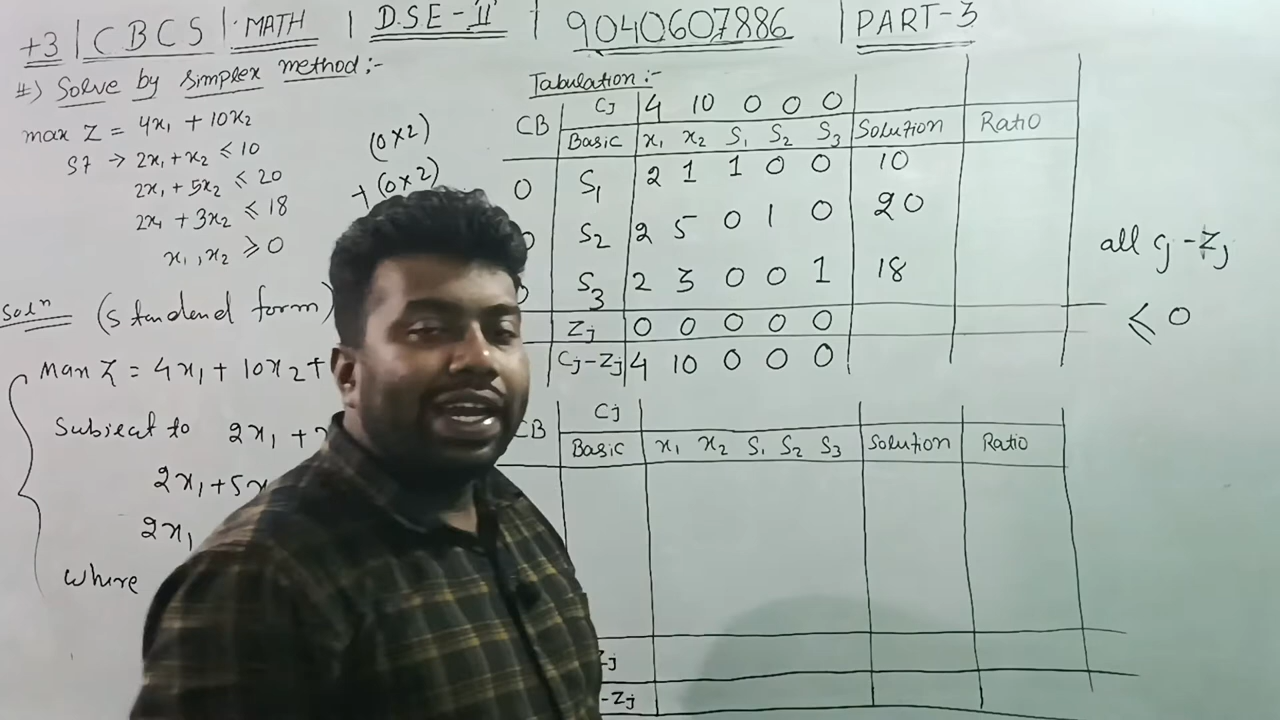 +3 | CBCS | MATH | DSE-II | 9040607886 | PART-3
#) Solve by simplex method:-
max Z = 4x₁ + 10x₂
ST → 2x₁ + x₂ ≤ 10
2x₁ + 5x₂ ≤ 20
2x₁ + 3x₂ ≤ 18
x₁, x₂ ≥ 0
(0×2)
+ (0×2)
Solⁿ (standend form)
Max Z = 4x₁ + 10x₂ +
Subject to 2x₁ +
2x₁ + 5x
2x₁
where
Tabulation:-
CB Cj 4 10 0 0 0
Basic x₁ x₂ S₁ S₂ S₃ Solution Ratio
0 S₁ 2 1 1 0 0 10
0 S₂ 2 5 0 1 0 20
0 S₃ 2 3 0 0 1 18
Zj 0 0 0 0 0
Cj-Zj 4 10 0 0 0
all cj - Zj
≤ 0
CB Cj
Basic x₁ x₂ S₁ S₂ S₃ Solution Ratio
Zj
-Zj